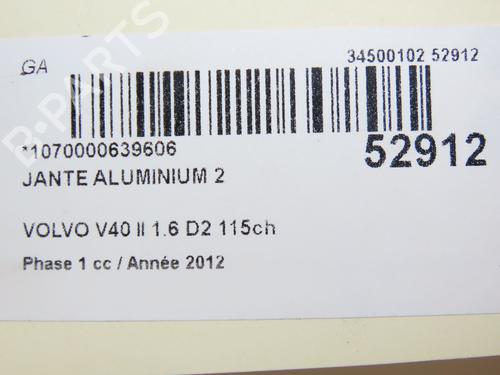 GA
34500102 52912
*1070000639606
52912
JANTE ALUMINIUM 2
VOLVO V40 II 1.6 D2 115ch
Phase 1 cc / Année 2012
B-PARTS